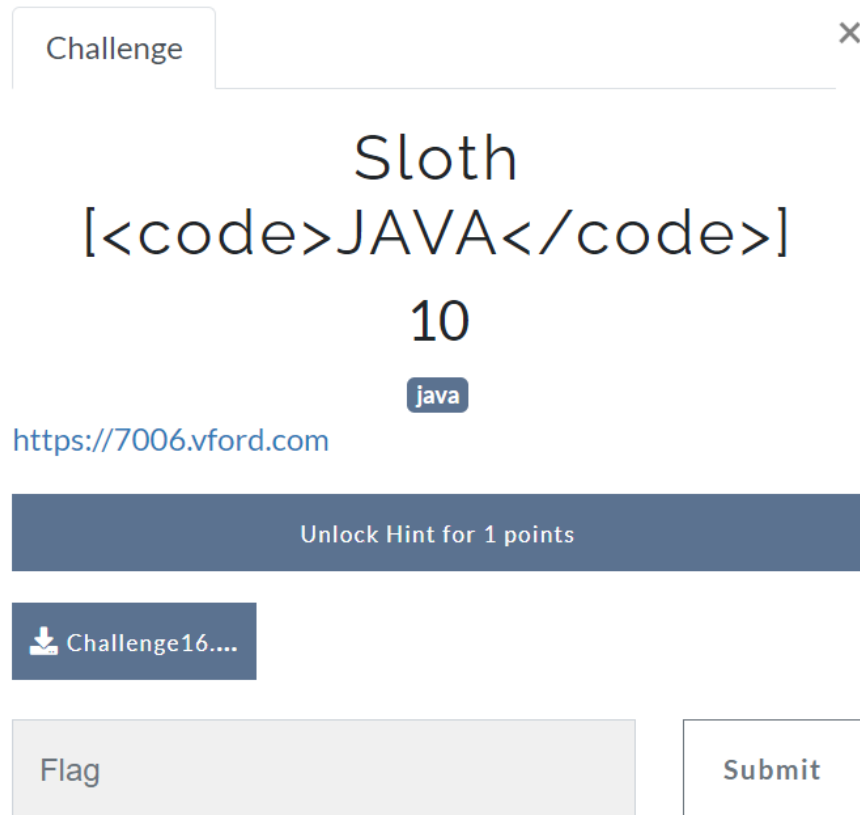 Challenge
×
Sloth
[<code>JAVA</code>]
10
java
https://7006.vford.com
Unlock Hint for 1 points
Challenge16....
Flag
Submit